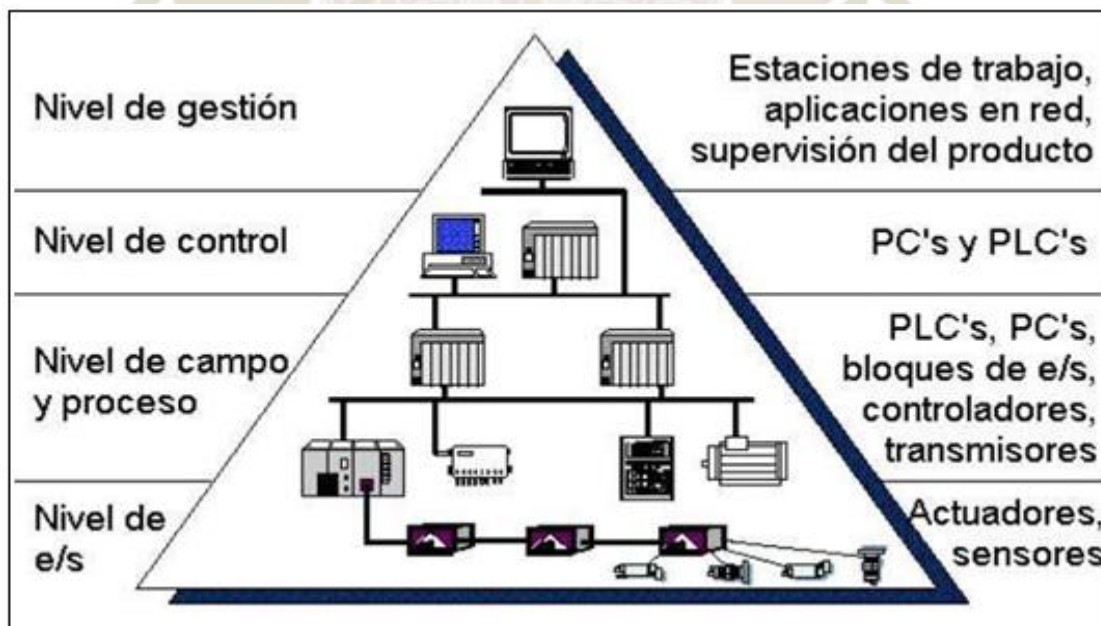 Nivel de gestión
Estaciones de trabajo,
aplicaciones en red,
supervisión del producto
Nivel de control
PC's y PLC's
Nivel de campo
y proceso
PLC's, PC's,
bloques de e/s,
controladores,
transmisores
Nivel de
e/s
Actuadores,
sensores